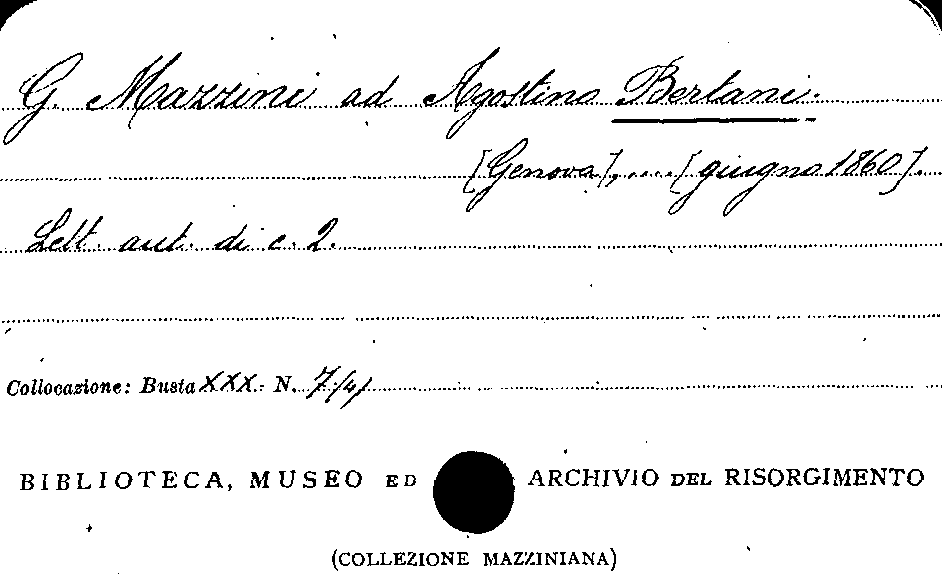 G. Mazzini ad Agostino Bertani.
[Genova], .... [giugno 1860].
Lett. aut. di c. 2.
Collocazione: Busta XXX. N. 7/4/
BIBLIOTECA, MUSEO ED ARCHIVIO DEL RISORGIMENTO
(COLLEZIONE MAZZINIANA)